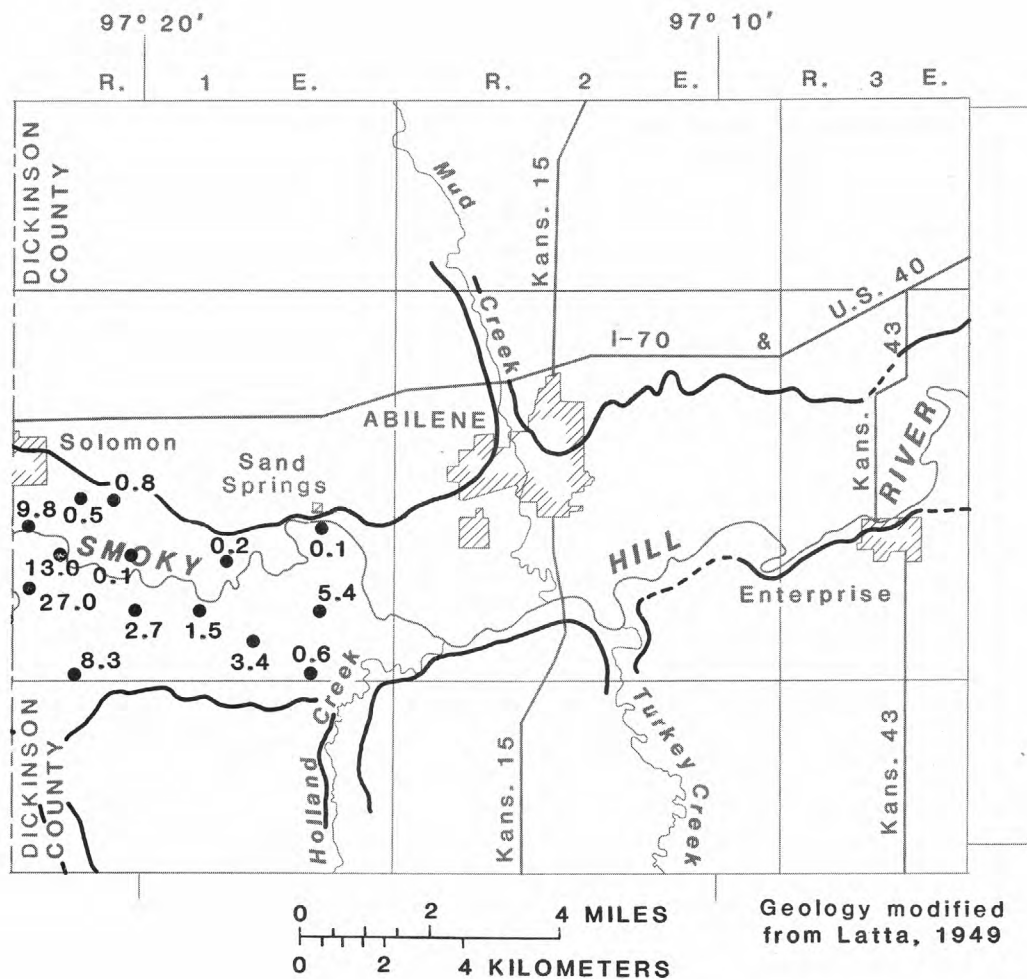 97° 20'
97° 10'
R. 1 E.
R. 2 E.
R. 3 E.
DICKINSON
COUNTY
Mud
Creek
Kans. 15
U.S. 40
I-70 &
Kans. 43
ABILENE
Solomon
Sand
Springs
RIVER
0.8
9.8
0.5
SMOKY
0.2
0.1
HILL
13.0
0.1
27.0
5.4
Enterprise
2.7
1.5
3.4
0.6
8.3
DICKINSON
COUNTY
Holland
Creek
Kans. 15
Turkey
Creek
Kans. 43
0 2 4 MILES
0 2 4 KILOMETERS
Geology modified
from Latta, 1949